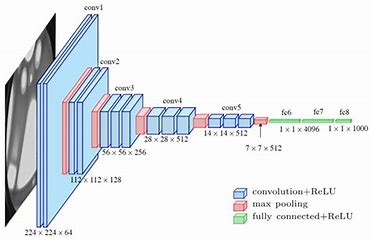 conv1
conv2
conv3
conv4
conv5
fc6 fc7 fc8
1 × 1 × 4096 1 × 1 × 1000
14 × 14 × 512
28 × 28 × 512
7 × 7 × 512
56 × 56 × 256
112 × 112 × 128
224 × 224 × 64
convolution+ReLU
max pooling
fully connected+ReLU